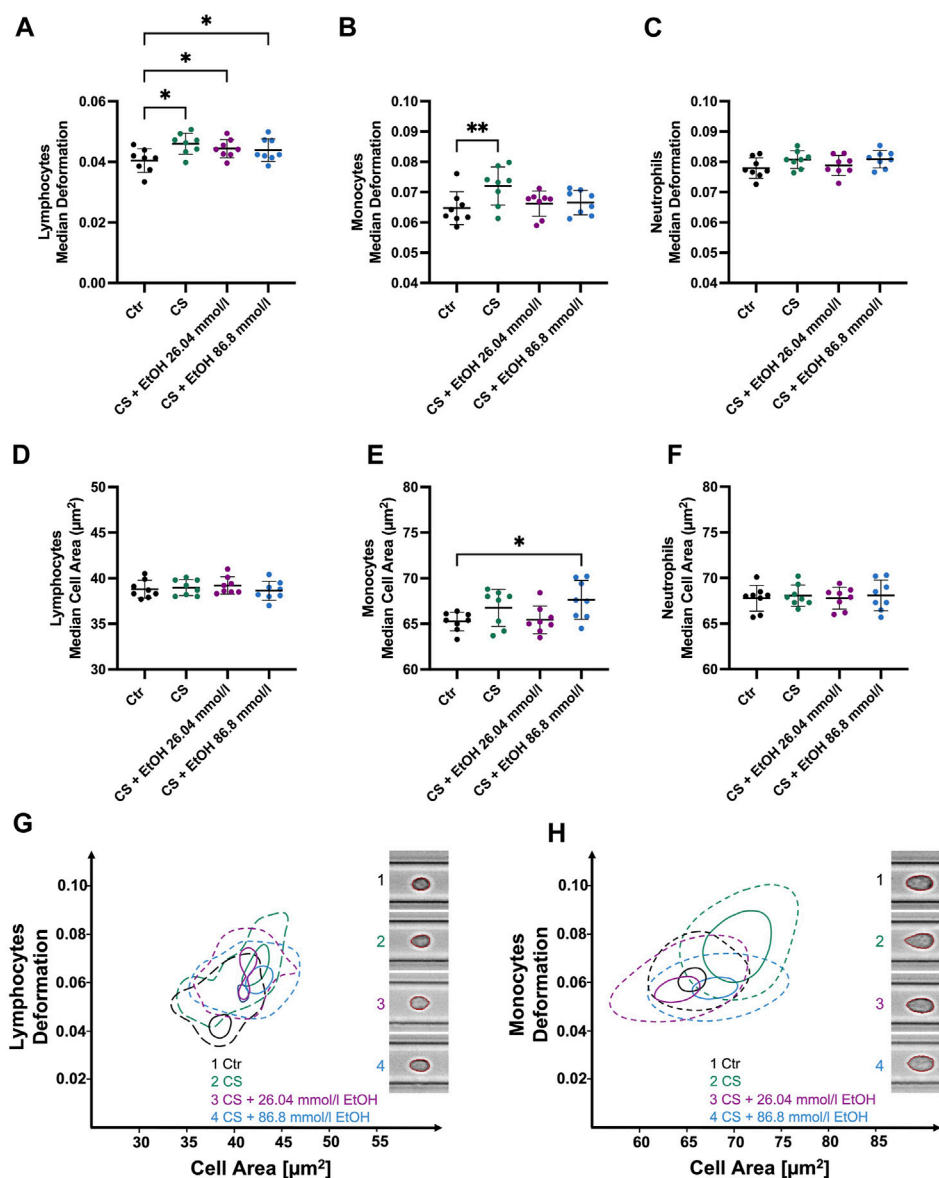 A
B
C
*
*
*
**
Lymphocytes
Median Deformation
0.06
0.04
0.02
0.00
Ctr
CS
CS + EtOH 26.04 mmol/l
CS + EtOH 86.8 mmol/l
Monocytes
Median Deformation
0.10
0.09
0.08
0.07
0.06
0.05
0.04
Ctr
CS
CS + EtOH 26.04 mmol/l
CS + EtOH 86.8 mmol/l
Neutrophils
Median Deformation
0.10
0.09
0.08
0.07
0.06
0.05
0.04
Ctr
CS
CS + EtOH 26.04 mmol/l
CS + EtOH 86.8 mmol/l
D
E
F
Lymphocytes
Median Cell Area (µm²)
50
45
40
35
30
Ctr
CS
CS + EtOH 26.04 mmol/l
CS + EtOH 86.8 mmol/l
Monocytes
Median Cell Area (µm²)
80
75
70
65
60
*
Ctr
CS
CS + EtOH 26.04 mmol/l
CS + EtOH 86.8 mmol/l
Neutrophils
Median Cell Area (µm²)
80
75
70
65
60
Ctr
CS
CS + EtOH 26.04 mmol/l
CS + EtOH 86.8 mmol/l
G
Lymphocytes
Deformation
0.10
0.08
0.06
0.04
0.02
1
2
3
4
1 Ctr
2 CS
3 CS + 26.04 mmol/l EtOH
4 CS + 86.8 mmol/l EtOH
30 35 40 45 50 55
Cell Area [µm²]
H
Monocytes
Deformation
0.10
0.08
0.06
0.04
0.02
1
2
3
4
1 Ctr
2 CS
3 CS + 26.04 mmol/l EtOH
4 CS + 86.8 mmol/l EtOH
60 65 70 75 80 85
Cell Area [µm²]